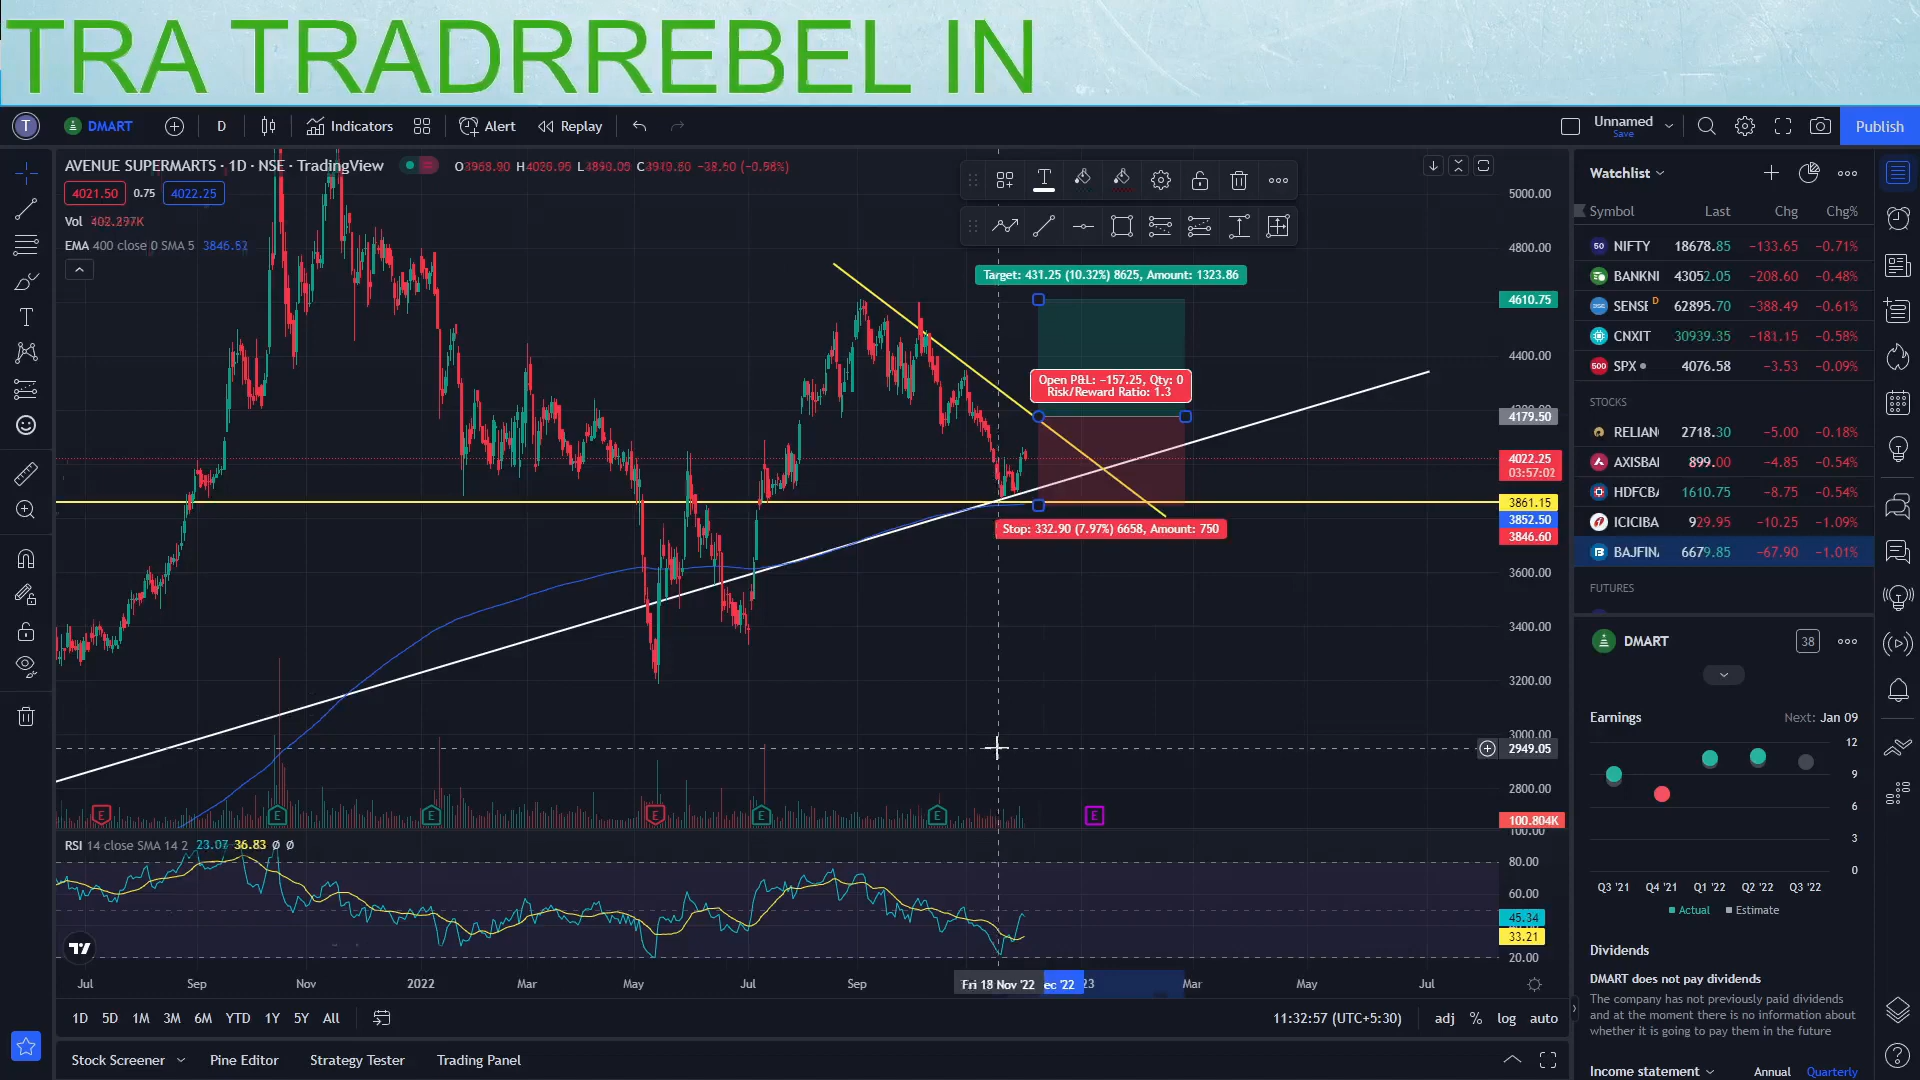 TRA TRADRREBEL IN
T DMART D Indicators Alert Replay Unnamed Save Publish
AVENUE SUPERMARTS · 1D · NSE · TradingView
4021.50 0.75 4022.25
Vol 402.297K
EMA 400 close 0 SMA 5 3846.52
Target: 431.25 (10.32%) 8625, Amount: 1323.86
Open P&L: −157.25, Qty: 0
Risk/Reward Ratio: 1.3
Stop: 332.90 (7.97%) 6658, Amount: 750
5000.00
4800.00
4610.75
4400.00
4179.50
4022.25
03:57:02
3861.15
3852.50
3846.60
3600.00
3400.00
3200.00
3000.00
2949.05
2800.00
100.804K
100.00
E E E E E E E
RSI 14 close SMA 14 2 23.07 36.83 Ø Ø
80.00
60.00
45.34
33.21
20.00
Jul Sep Nov 2022 Mar May Jul Sep Fri 18 Nov '22 ec '22 23 Mar May Jul
1D 5D 1M 3M 6M YTD 1Y 5Y All 11:32:57 (UTC+5:30) adj % log auto
Stock Screener Pine Editor Strategy Tester Trading Panel
Watchlist
Symbol Last Chg Chg%
50 NIFTY 18678.85 −133.65 −0.71%
BANKNI 43052.05 −208.60 −0.48%
SENSE D 62895.70 −388.49 −0.61%
CNXIT 30939.35 −181.15 −0.58%
500 SPX 4076.58 −3.53 −0.09%
STOCKS
RELIAN 2718.30 −5.00 −0.18%
AXISBAI 899.00 −4.85 −0.54%
HDFCBA 1610.75 −8.75 −0.54%
ICICIBA 929.95 −10.25 −1.09%
BAJFINA 6679.85 −67.90 −1.01%
FUTURES
DMART 38
Earnings Next: Jan 09
12
9
6
3
0
Q3 '21 Q4 '21 Q1 '22 Q2 '22 Q3 '22
Actual Estimate
Dividends
DMART does not pay dividends
The company has not previously paid dividends
and at the moment there is no information about
whether it is going to pay them in the future
Income statement Annual Quarterly